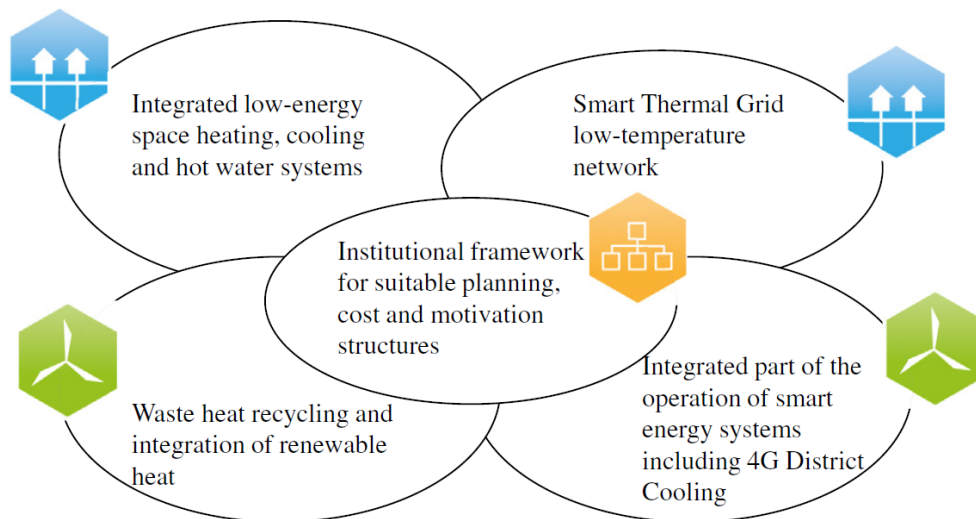 Integrated low-energy
space heating, cooling
and hot water systems
Smart Thermal Grid
low-temperature
network
Institutional framework
for suitable planning,
cost and motivation
structures
Waste heat recycling and
integration of renewable
heat
Integrated part of the
operation of smart
energy systems
including 4G District
Cooling